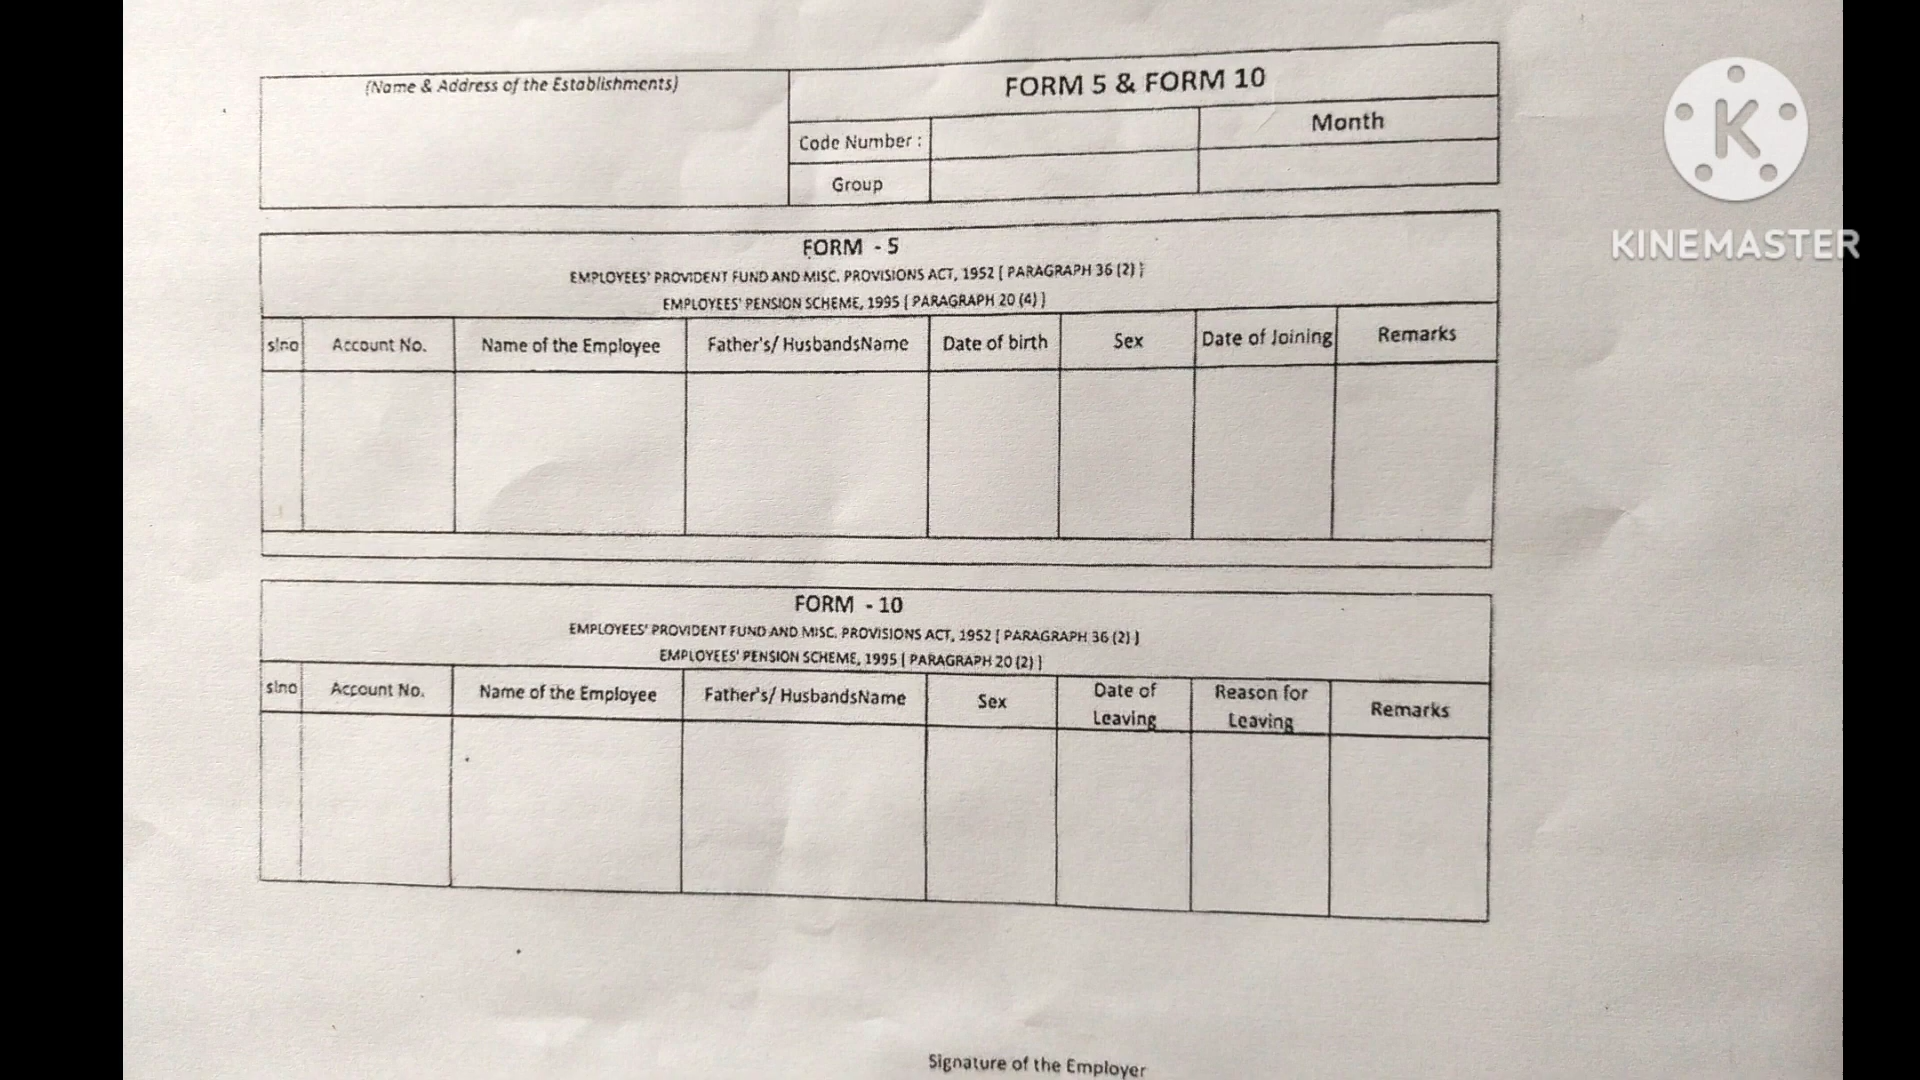 (Name & Address of the Establishments)
FORM 5 & FORM 10
Code Number :
Month
Group
FORM - 5
EMPLOYEES' PROVIDENT FUND AND MISC. PROVISIONS ACT, 1952 [ PARAGRAPH 36 (2) ]
EMPLOYEES' PENSION SCHEME, 1995 [ PARAGRAPH 20 (4) ]
slno Account No. Name of the Employee Father's/ HusbandsName Date of birth Sex Date of Joining Remarks
FORM - 10
EMPLOYEES' PROVIDENT FUND AND MISC. PROVISIONS ACT, 1952 [ PARAGRAPH 36 (2) ]
EMPLOYEES' PENSION SCHEME, 1995 [ PARAGRAPH 20 (2) ]
slno Account No. Name of the Employee Father's/ HusbandsName Sex Date of Leaving Reason for Leaving Remarks
Signature of the Employer
K
KINEMASTER